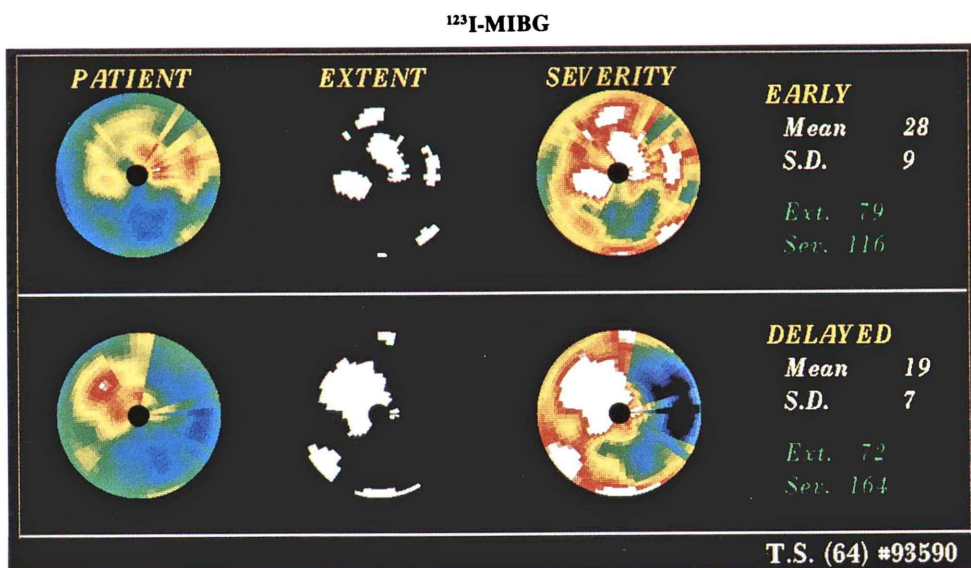 ¹²³I-MIBG
PATIENT EXTENT SEVERITY EARLY
Mean 28
S.D. 9
Ext. 79
Sev. 116
DELAYED
Mean 19
S.D. 7
Ext. 72
Sev. 164
T.S. (64) #93590